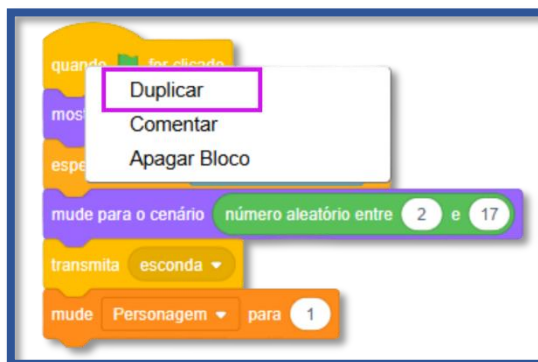 quando for clicado
Duplicar
Comentar
Apagar Bloco
mude para o cenário número aleatório entre 2 e 17
transmita esconda
mude Personagem para 1